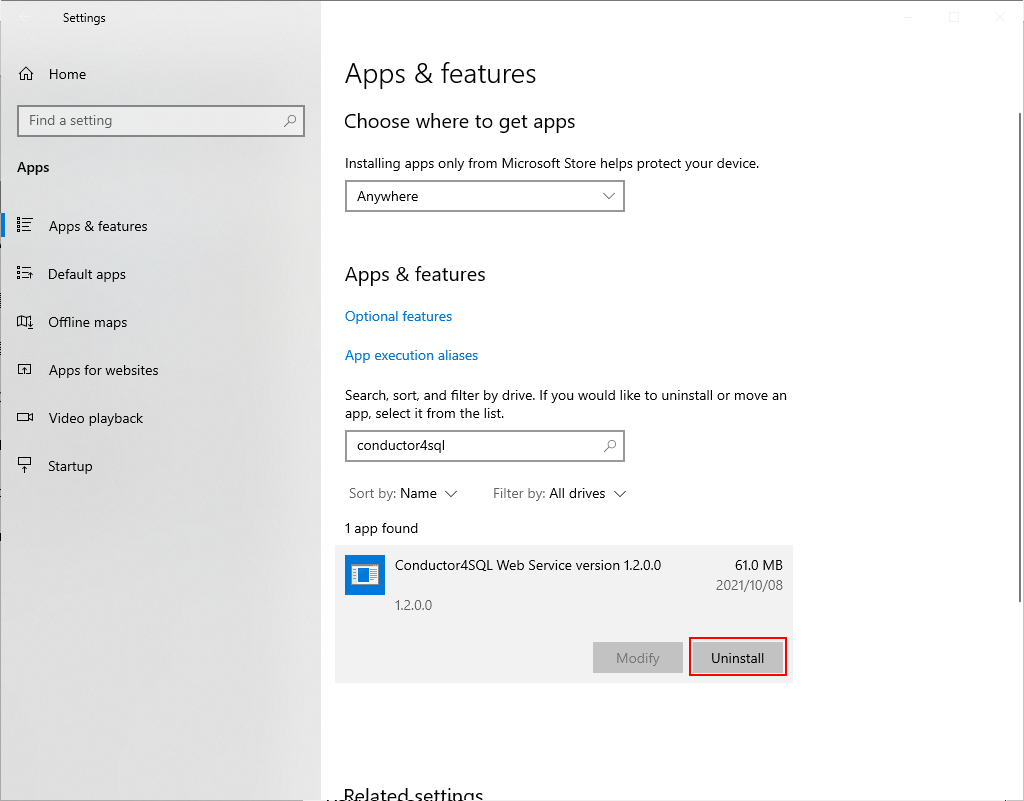 Settings
Home
Find a setting
Apps
Apps & features
Default apps
Offline maps
Apps for websites
Video playback
Startup
Apps & features
Choose where to get apps
Installing apps only from Microsoft Store helps protect your device.
Anywhere
Apps & features
Optional features
App execution aliases
Search, sort, and filter by drive. If you would like to uninstall or move an
app, select it from the list.
conductor4sql
Sort by: Name Filter by: All drives
1 app found
Conductor4SQL Web Service version 1.2.0.0 61.0 MB
2021/10/08
1.2.0.0
Modify Uninstall
Related settings